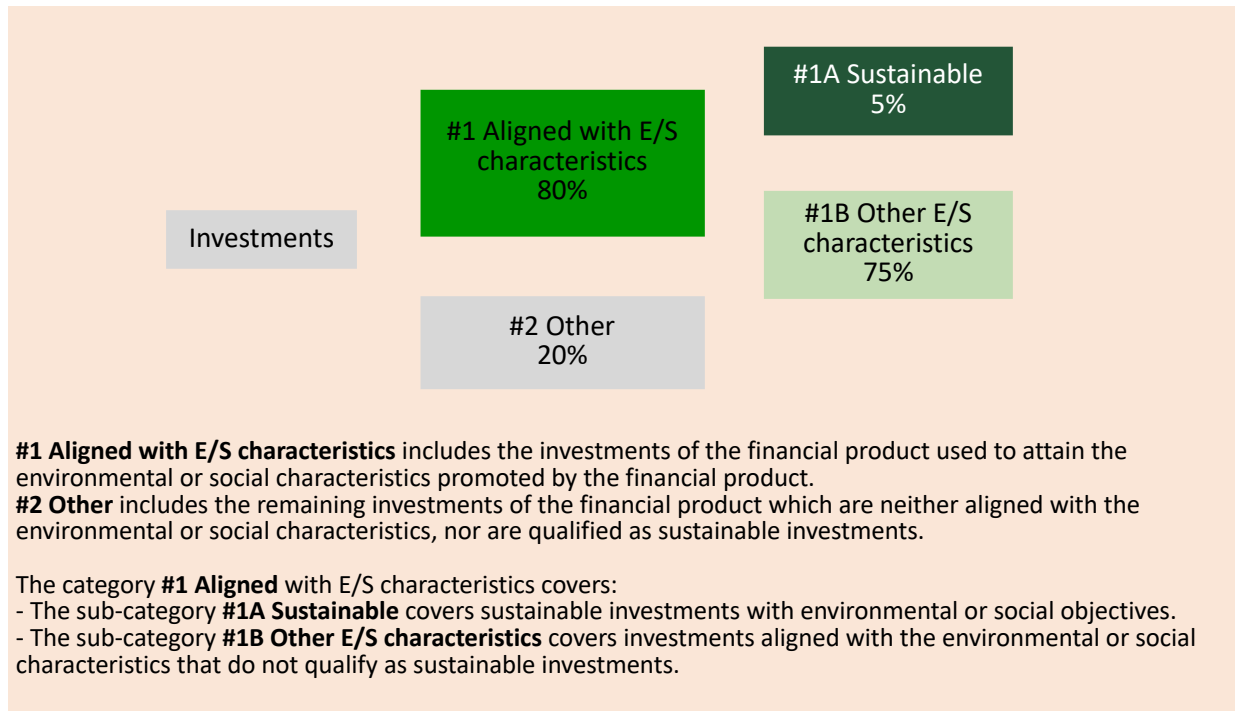 #1A Sustainable
5%
#1 Aligned with E/S
characteristics
80%
#1B Other E/S
characteristics
75%
Investments
#2 Other
20%
#1 Aligned with E/S characteristics includes the investments of the financial product used to attain the
environmental or social characteristics promoted by the financial product.
#2 Other includes the remaining investments of the financial product which are neither aligned with the
environmental or social characteristics, nor are qualified as sustainable investments.
The category #1 Aligned with E/S characteristics covers:
- The sub-category #1A Sustainable covers sustainable investments with environmental or social objectives.
- The sub-category #1B Other E/S characteristics covers investments aligned with the environmental or social
characteristics that do not qualify as sustainable investments.